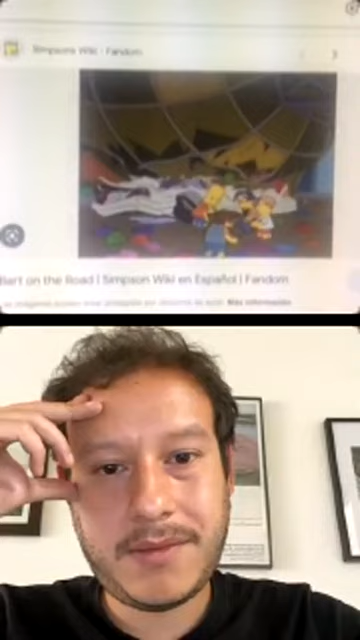 Simpsons Wiki - Fandom
Bart on the Road | Simpson Wiki en Español | Fandom
Más información